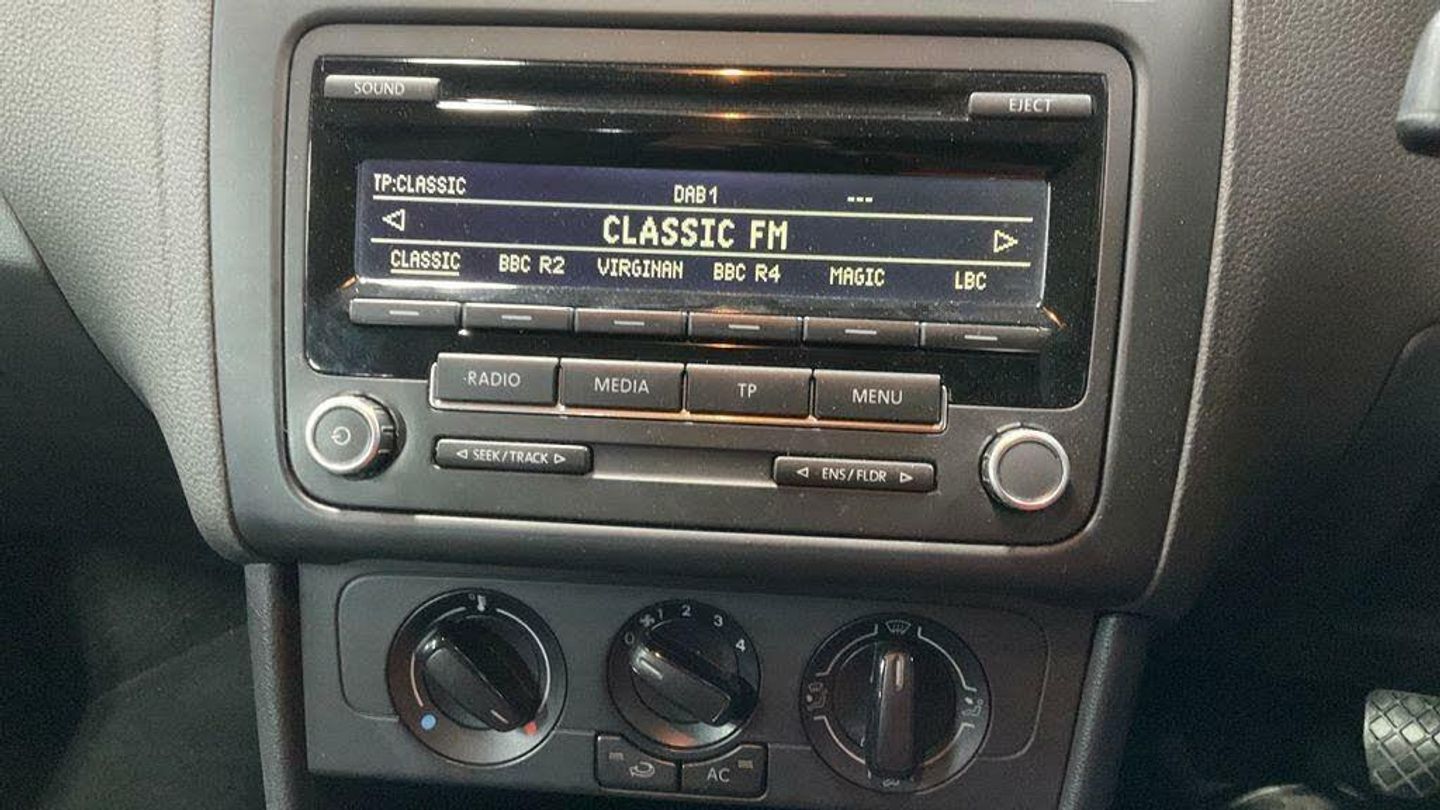 SOUND
EJECT
TP:CLASSIC DAB1 ---
CLASSIC FM
CLASSIC BBC R2 VIRGINAN BBC R4 MAGIC LBC
RADIO MEDIA TP MENU
SEEK/TRACK ENS/FLDR
0 1 2 3 4
AC